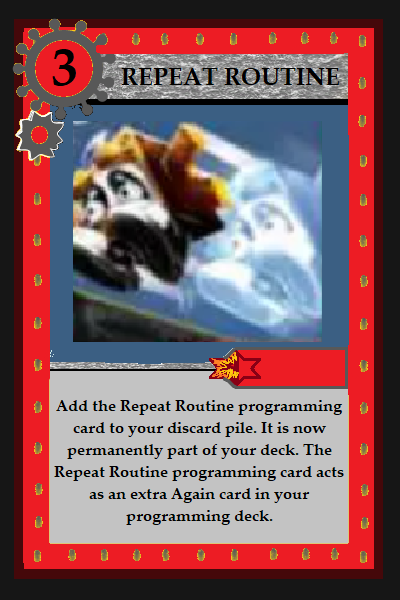 3
REPEAT ROUTINE
Add the Repeat Routine programming
card to your discard pile. It is now
permanently part of your deck. The
Repeat Routine programming card acts
as an extra Again card in your
programming deck.